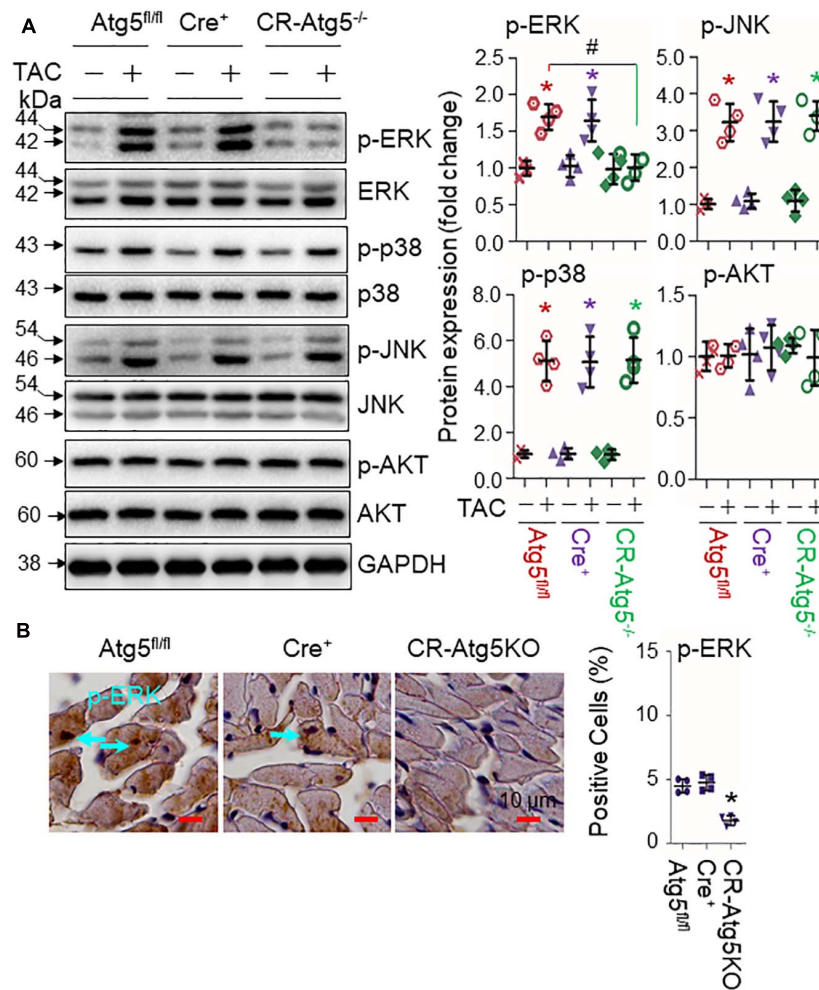 A
Atg5fl/fl Cre+ CR-Atg5-/-
TAC − + − + − +
kDa
44
42
p-ERK
44
42
ERK
43
p-p38
43
p38
54
46
p-JNK
54
46
JNK
60
p-AKT
60
AKT
38
GAPDH
Protein expression (fold change)
p-ERK
#
* *
2.5
2.0
1.5
1.0
0.5
0.0
p-JNK
* * *
5.0
4.0
3.0
2.0
1.0
0.0
p-p38
* * *
8.0
6.0
4.0
2.0
0.0
p-AKT
1.5
1.0
0.5
0.0
TAC − + − + − + − + − + − +
Atg5fl/fl Cre+ CR-Atg5-/- Atg5fl/fl Cre+ CR-Atg5-/-
B
Atg5fl/fl Cre+ CR-Atg5KO
p-ERK
10 µm
p-ERK
Positive Cells (%)
15
10
5
0
*
Atg5fl/fl Cre+ CR-Atg5KO